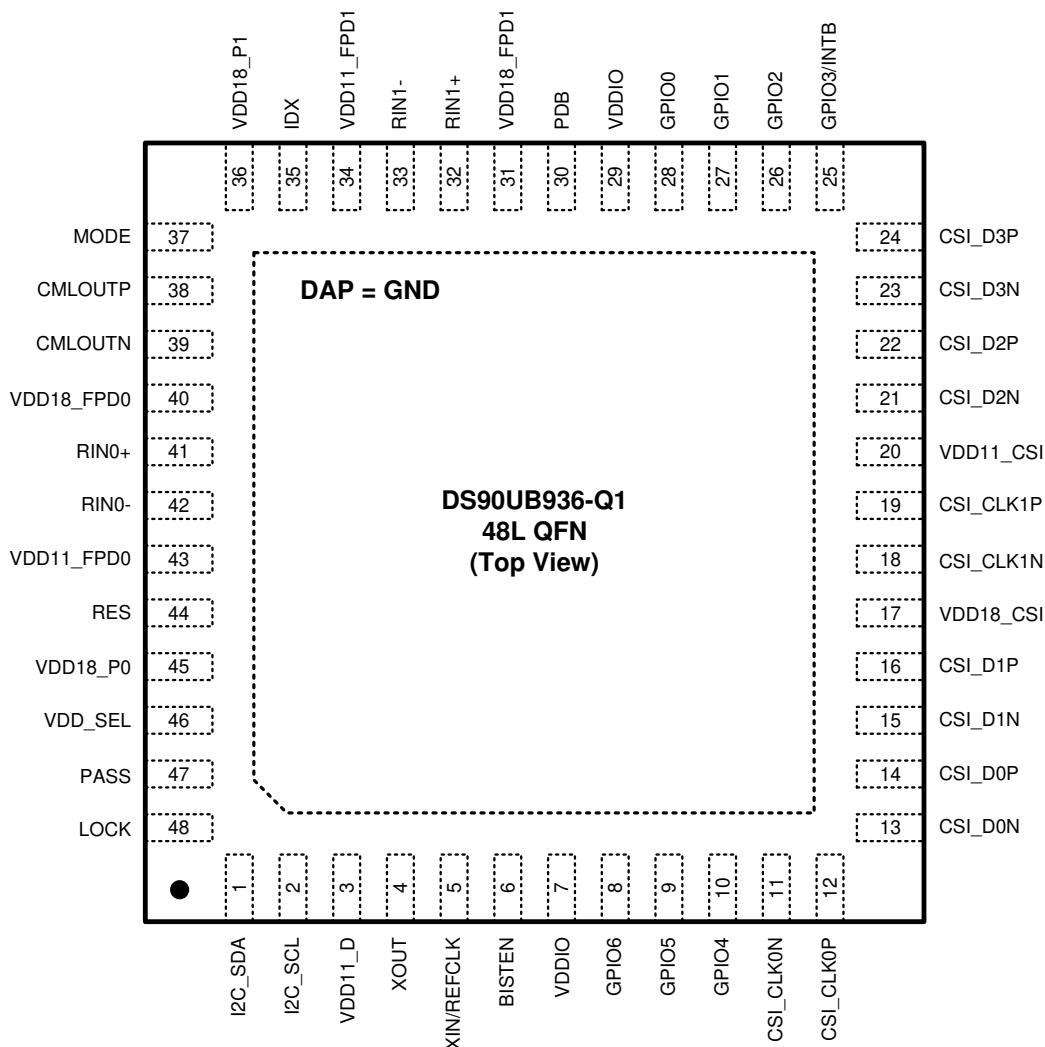 VDD18_P1
IDX
VDD11_FPD1
RIN1-
RIN1+
VDD18_FPD1
PDB
VDDIO
GPIO0
GPIO1
GPIO2
GPIO3/INTB
36
35
34
33
32
31
30
29
28
27
26
25
MODE 37
CMLOUTP 38
CMLOUTN 39
VDD18_FPD0 40
RIN0+ 41
RIN0- 42
VDD11_FPD0 43
RES 44
VDD18_P0 45
VDD_SEL 46
PASS 47
LOCK 48
DAP = GND
DS90UB936-Q1
48L QFN
(Top View)
24 CSI_D3P
23 CSI_D3N
22 CSI_D2P
21 CSI_D2N
20 VDD11_CSI
19 CSI_CLK1P
18 CSI_CLK1N
17 VDD18_CSI
16 CSI_D1P
15 CSI_D1N
14 CSI_D0P
13 CSI_D0N
1
2
3
4
5
6
7
8
9
10
11
12
I2C_SDA
I2C_SCL
VDD11_D
XOUT
XIN/REFCLK
BISTEN
VDDIO
GPIO6
GPIO5
GPIO4
CSI_CLK0N
CSI_CLK0P